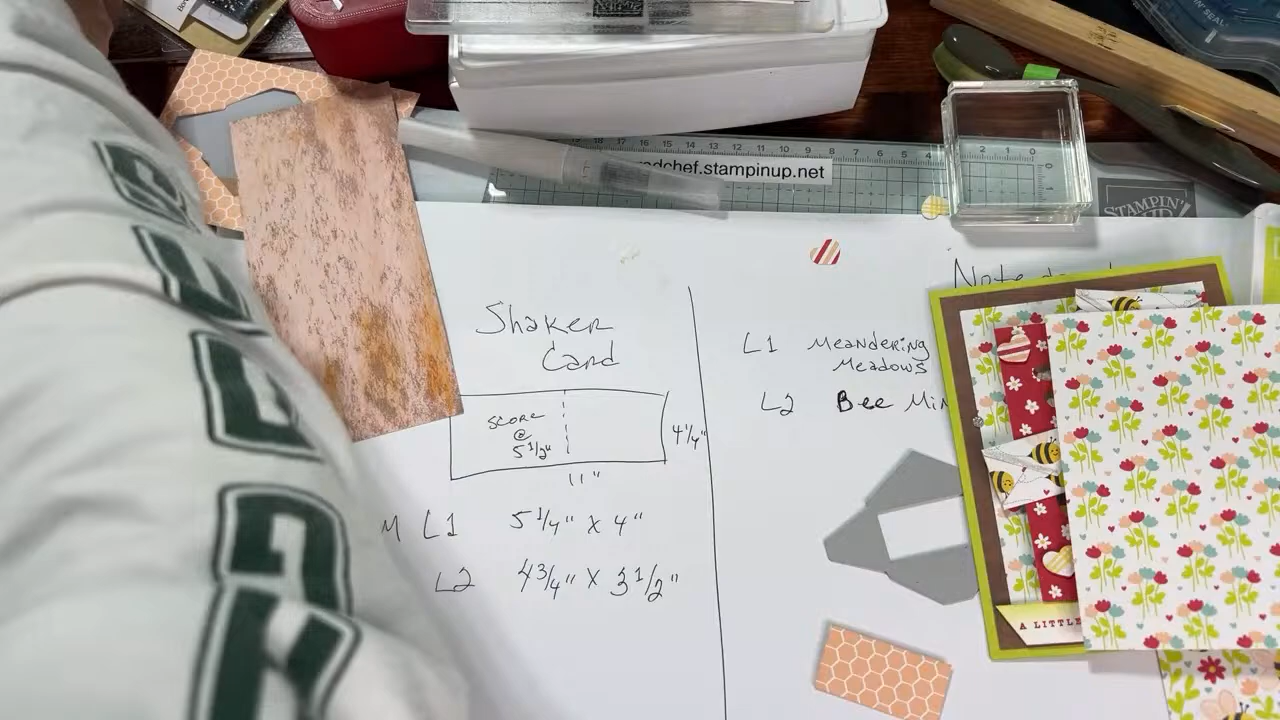 dchef.stampinup.net
STAMPIN'
Shaker
Card
SCORE
@
5 1/2"
4 1/4"
11"
M L1 5 1/4" X 4"
L2 4 3/4" X 3 1/2"
L1 Meandering
Meadows
L2 Bee
A LITTLE